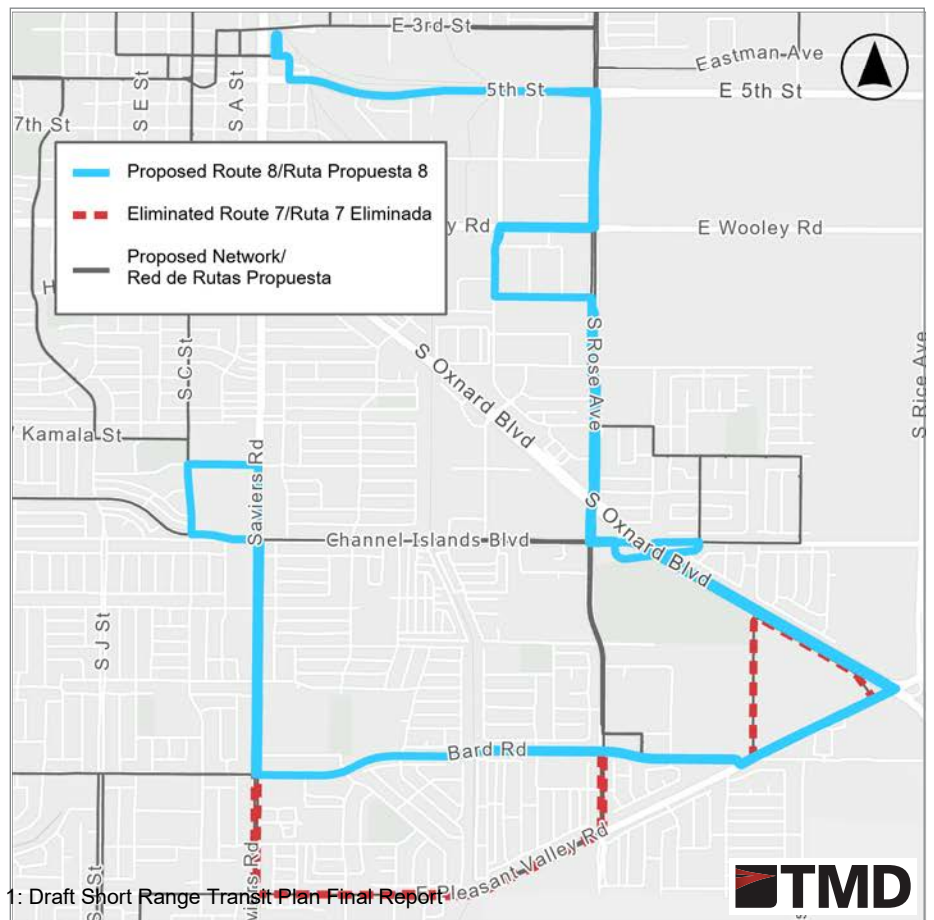 E 3rd St
Eastman Ave
E 5th St
5th St
S E St
S A St
7th St
Proposed Route 8/Ruta Propuesta 8
Eliminated Route 7/Ruta 7 Eliminada
Proposed Network/
Red de Rutas Propuesta
y Rd
E Wooley Rd
H
S C St
S Rose Ave
S Rice Ave
S Oxnard Blvd
Kamala St
Saviers Rd
S Oxnard Blvd
Channel Islands Blvd
S J St
Bard Rd
E Pleasant Valley Rd
1: Draft Short Range Transit Plan Final Report
TMD